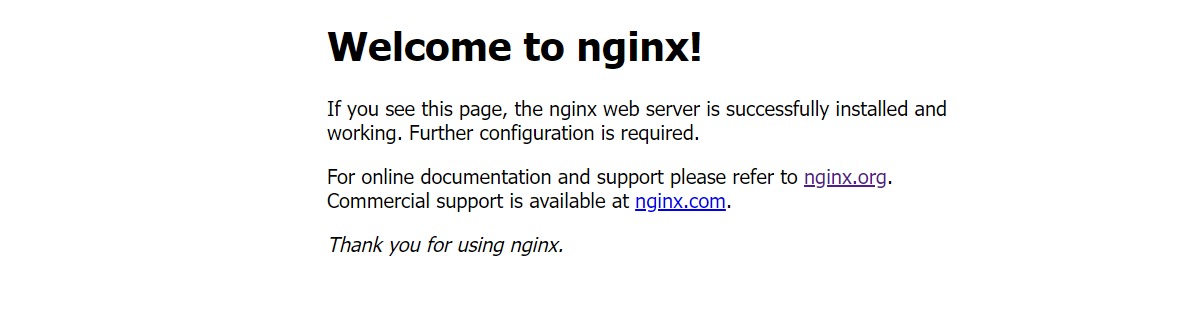 Welcome to nginx!
If you see this page, the nginx web server is successfully installed and
working. Further configuration is required.
For online documentation and support please refer to nginx.org.
Commercial support is available at nginx.com.
Thank you for using nginx.